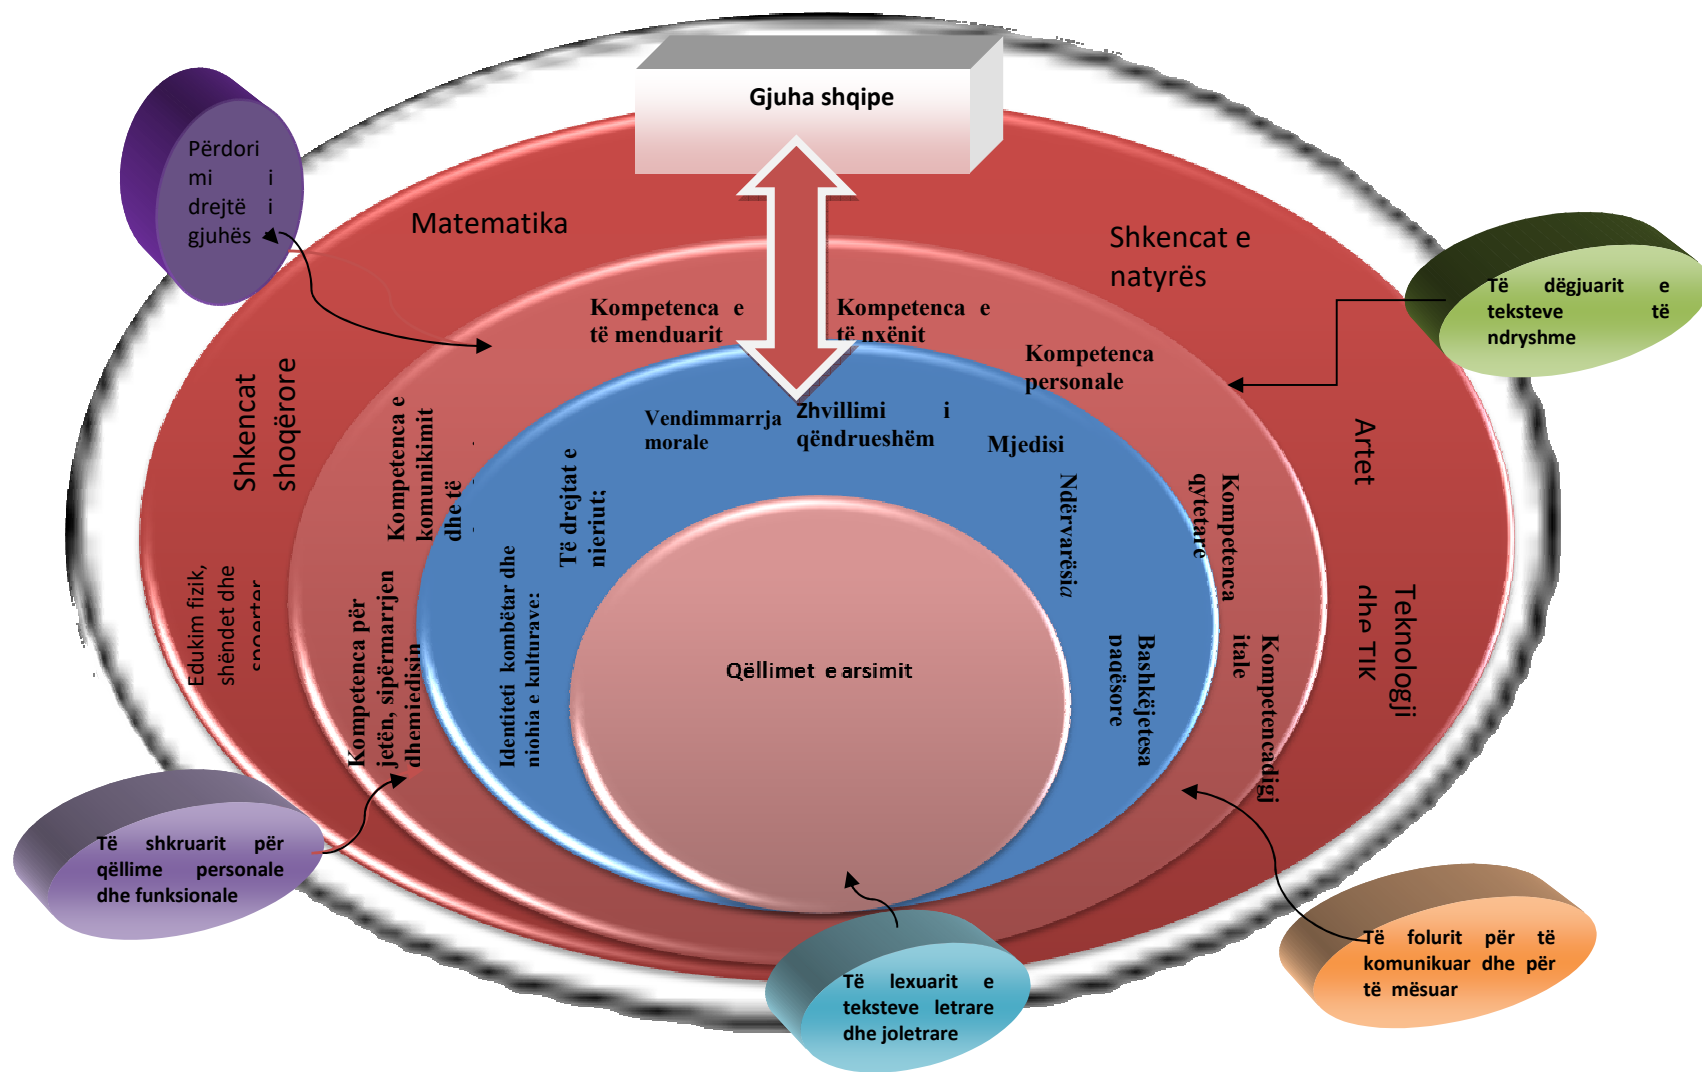 Gjuha shqipe
Përdori
mi i
drejtë i
gjuhës
Matematika
Shkencat e
natyrës
Të dëgjuarit e
teksteve të
ndryshme
Kompetenca e
të menduarit
Kompetenca e
të nxënit
Kompetenca
personale
Shkencat
shoqërore
Kompetenca e
komunikimit
dhe të
Vendimmarrja
morale
Zhvillimi i
qëndrueshëm
Mjedisi
Artet
Të drejtat e
njeriut;
Ndërvarësia
Kompetenca
qytetare
Edukim fizik,
shëndet dhe
Kompetenca për
jetën, sipërmarrjen
dhemjedisin
Identiteti kombëtar dhe
njohja e kulturave;
Qëllimet e arsimit
Bashkëjetesa
paqësore
Kompetencadigj
itale
Teknologji
dhe TIK
Të shkruarit për
qëllime personale
dhe funksionale
Të lexuarit e
teksteve letrare
dhe joletrare
Të folurit për të
komunikuar dhe për
të mësuar